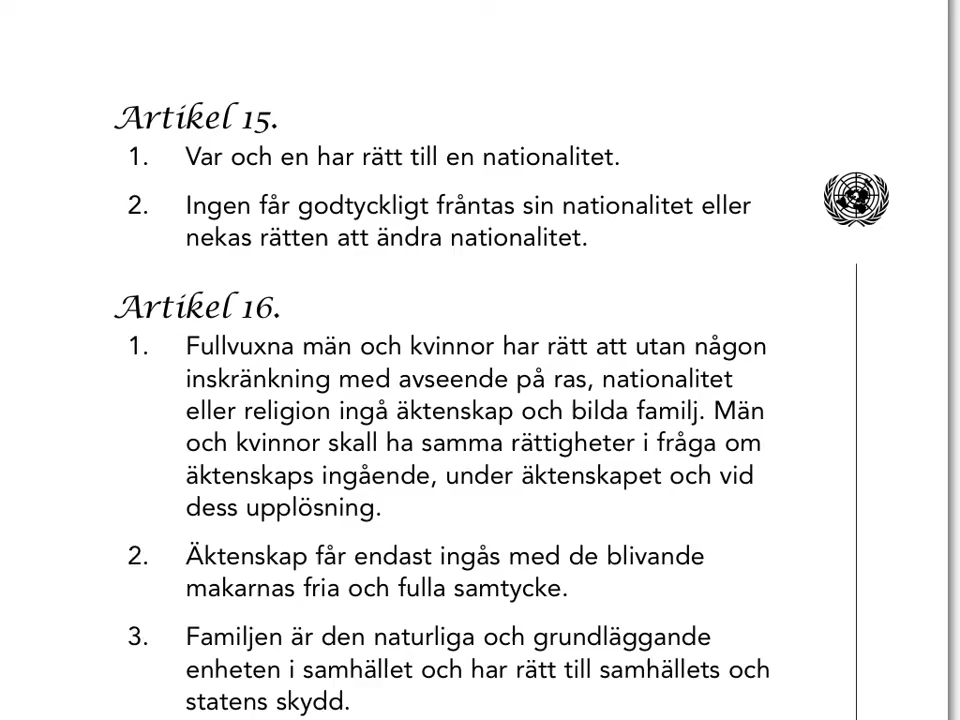 Artikel 15.
1. Var och en har rätt till en nationalitet.
2. Ingen får godtyckligt fråntas sin nationalitet eller
nekas rätten att ändra nationalitet.
Artikel 16.
1. Fullvuxna män och kvinnor har rätt att utan någon
inskränkning med avseende på ras, nationalitet
eller religion ingå äktenskap och bilda familj. Män
och kvinnor skall ha samma rättigheter i fråga om
äktenskaps ingående, under äktenskapet och vid
dess upplösning.
2. Äktenskap får endast ingås med de blivande
makarnas fria och fulla samtycke.
3. Familjen är den naturliga och grundläggande
enheten i samhället och har rätt till samhällets och
statens skydd.